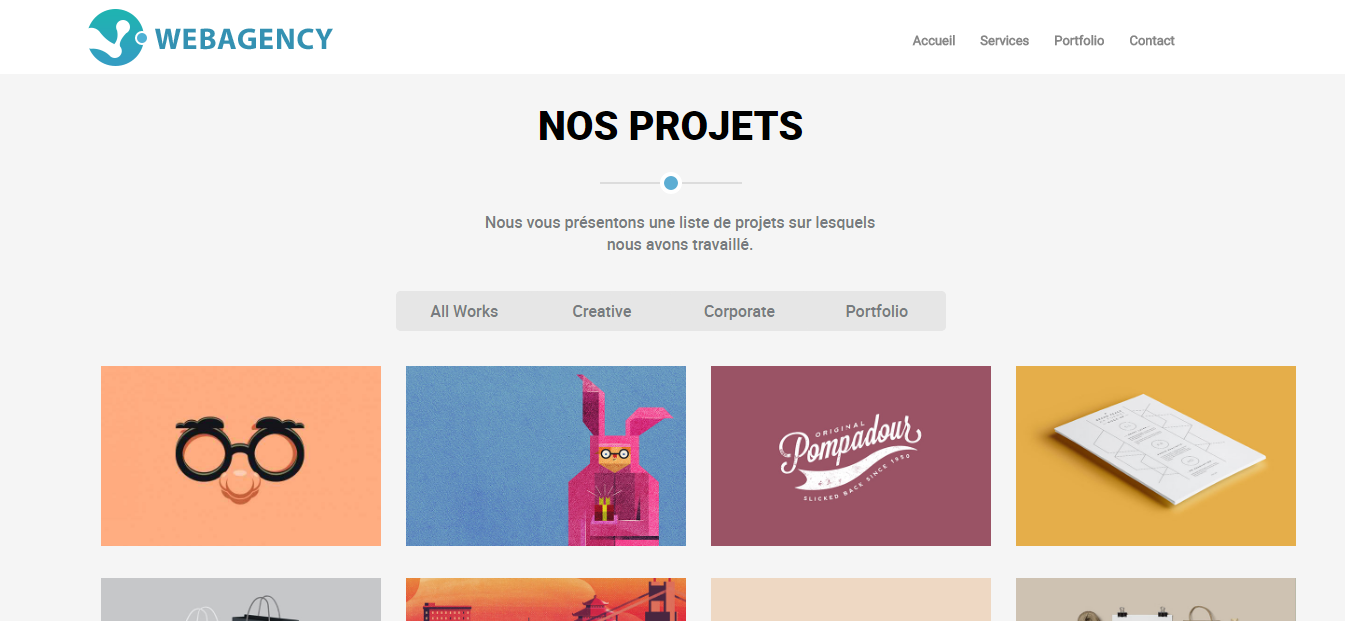 WEBAGENCY
Accueil Services Portfolio Contact
NOS PROJETS
Nous vous présentons une liste de projets sur lesquels
nous avons travaillé.
All Works Creative Corporate Portfolio
ORIGINAL
Pompadour
SLICKED BACK SINCE 1950